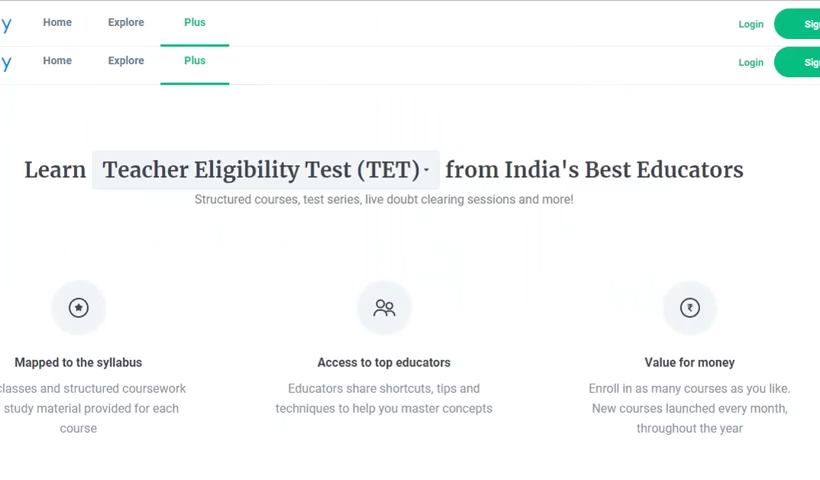 y Home Explore Plus Login Sig
y Home Explore Plus Login Sig
Learn Teacher Eligibility Test (TET) from India's Best Educators
Structured courses, test series, live doubt clearing sessions and more!
Mapped to the syllabus
classes and structured coursework
study material provided for each
course
Access to top educators
Educators share shortcuts, tips and
techniques to help you master concepts
Value for money
Enroll in as many courses as you like.
New courses launched every month,
throughout the year